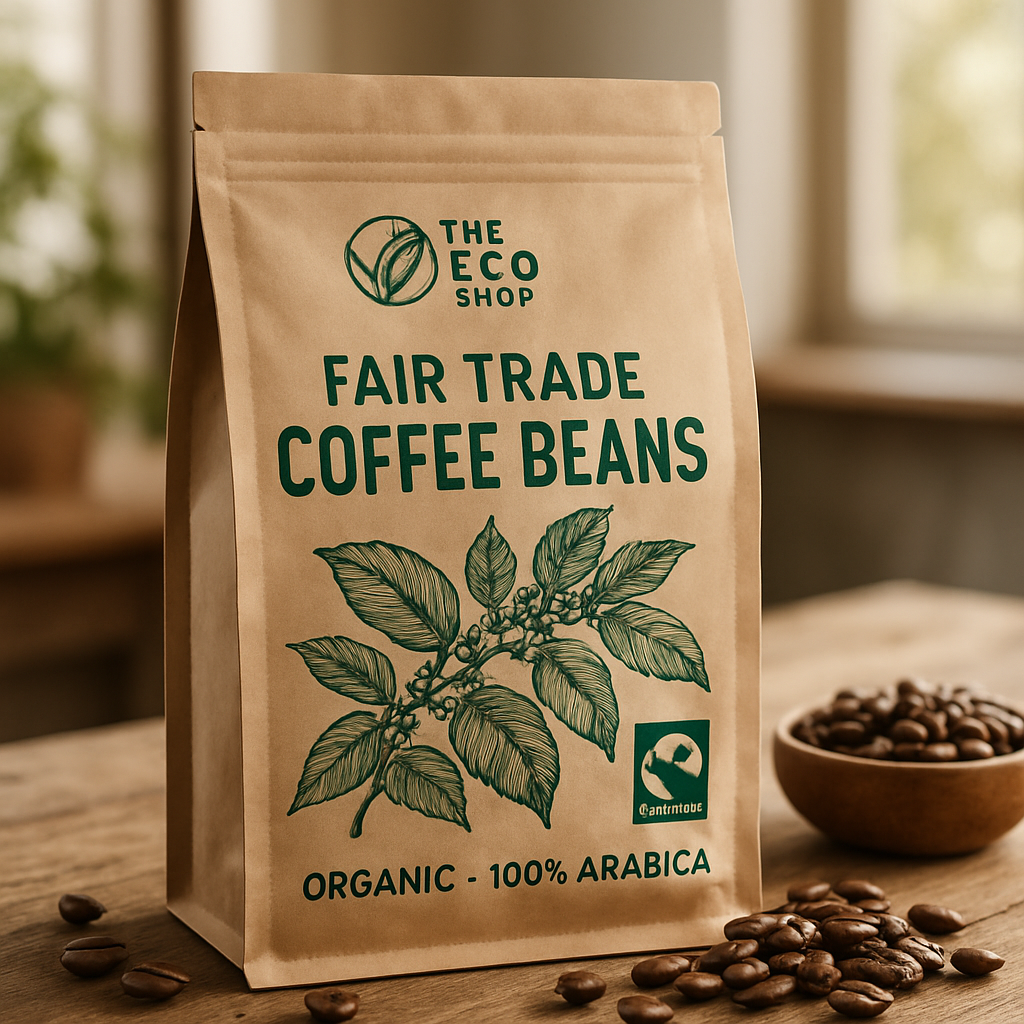 THE
ECO
SHOP
FAIR TRADE
COFFEE BEANS
ORGANIC - 100% ARABICA